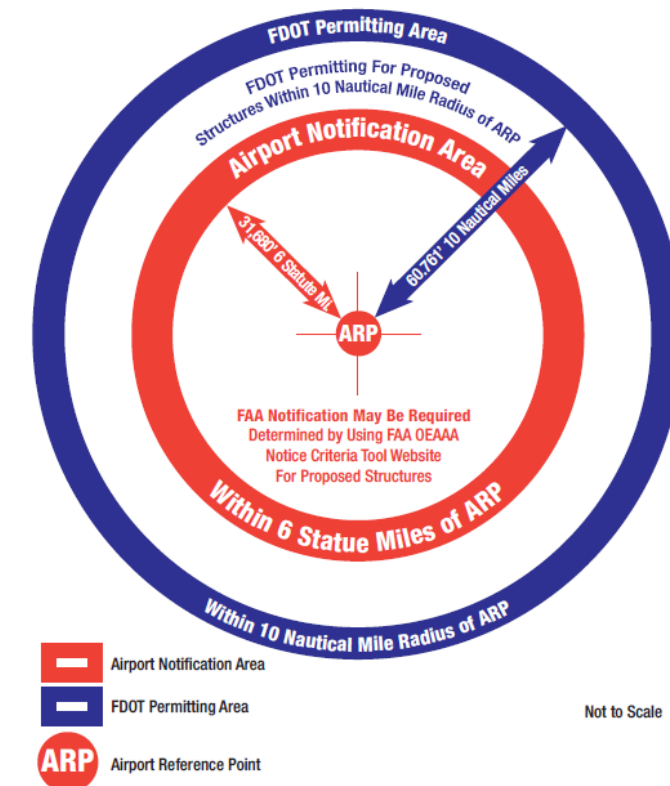 FDOT Permitting Area
FDOT Permitting For Proposed
Structures Within 10 Nautical Mile Radius of ARP
Airport Notification Area
31,680' 6 Statute Mi.
60.761' 10 Nautical Miles
ARP
FAA Notification May Be Required
Determined by Using FAA OEAAA
Notice Criteria Tool Website
For Proposed Structures
Within 6 Statue Miles of ARP
Within 10 Nautical Mile Radius of ARP
Airport Notification Area
FDOT Permitting Area
Not to Scale
ARP
Airport Reference Point